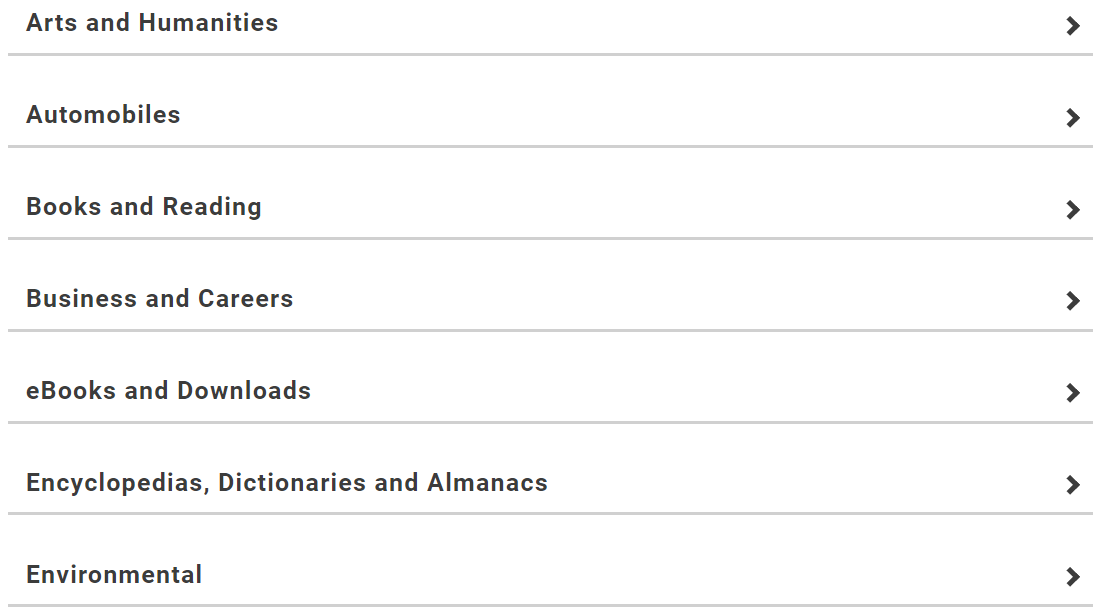 Arts and Humanities
Automobiles
Books and Reading
Business and Careers
eBooks and Downloads
Encyclopedias, Dictionaries and Almanacs
Environmental